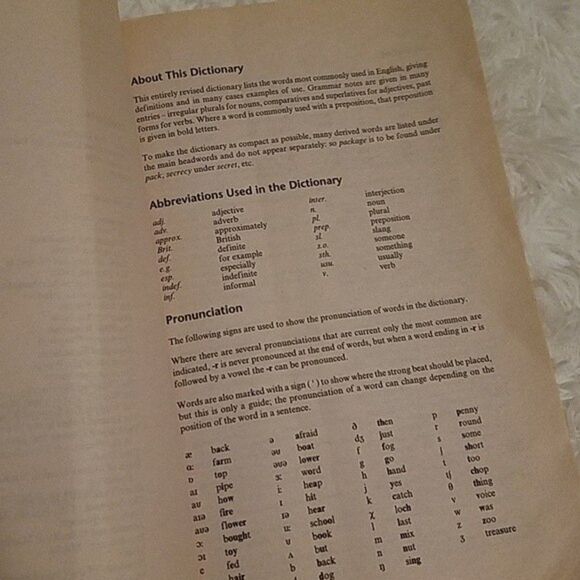 About This Dictionary
This entirely revised dictionary lists the words most commonly used in English, giving
definitions and in many cases examples of use. Grammar notes are given in many
entries – irregular plurals for nouns, comparatives and superlatives for adjectives, past
forms for verbs. Where a word is commonly used with a preposition, that preposition
is given in bold letters.
To make the dictionary as compact as possible, many derived words are listed under
the main headwords and do not appear separately: so package is to be found under
pack; secrecy under secret, etc.
Abbreviations Used in the Dictionary
adj. adjective inter. interjection
adv. adverb n. noun
approx. approximately pl. plural
Brit. British prep. preposition
def. definite sl. slang
e.g. for example s.o. someone
esp. especially sth. something
indef. indefinite usu. usually
inf. informal v. verb
Pronunciation
The following signs are used to show the pronunciation of words in the dictionary.
Where there are several pronunciations that are current only the most common are
indicated, -r is never pronounced at the end of words, but when a word ending in -r is
followed by a vowel the -r can be pronounced.
Words are also marked with a sign (ˈ) to show where the strong beat should be placed,
but this is only a guide; the pronunciation of a word can change depending on the
position of the word in a sentence.
æ back ə afraid ð then p penny
ɑː farm əʊ boat dʒ just r round
ɒ top əʊə lower f fog s some
aɪ pipe ɜː word g go ʃ short
aʊ how iː heap h hand t too
aɪə fire ɪ hit j yes tʃ chop
aʊə flower ɪə hear k catch θ thing
ɔː bought uː school χ loch v voice
ɔɪ toy ʊ book l last w was
e fed ʌ but m mix z zoo
hair b back n nut ʒ treasure
d dog ŋ sing